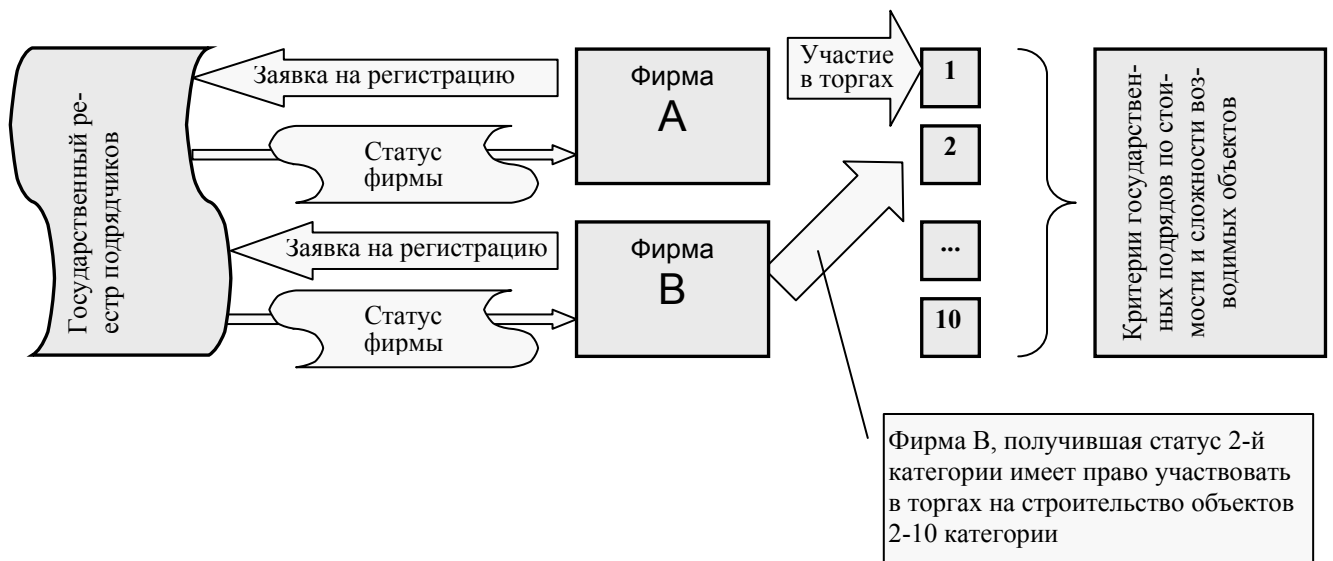 Государственный ре-
естр подрядчиков
Заявка на регистрацию
Статус
фирмы
Заявка на регистрацию
Статус
фирмы
Фирма
А
Фирма
В
Участие
в торгах
1
2
...
10
Критерии государствен-
ных подрядов по стои-
мости и сложности воз-
водимых объектов
Фирма В, получившая статус 2-й
категории имеет право участвовать
в торгах на строительство объектов
2-10 категории